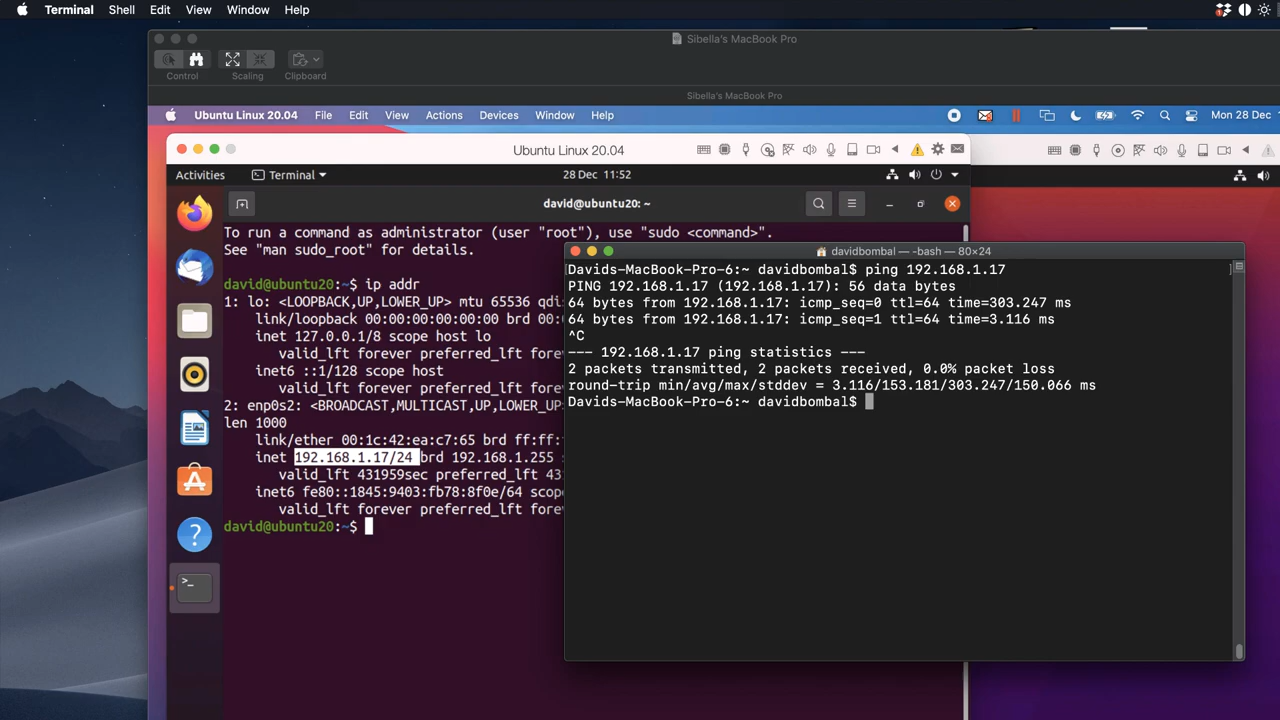 Terminal Shell Edit View Window Help
Sibella's MacBook Pro
Control Scaling Clipboard
Sibella's MacBook Pro
Ubuntu Linux 20.04 File Edit View Actions Devices Window Help Mon 28 Dec
Ubuntu Linux 20.04
Activities Terminal 28 Dec 11:52
david@ubuntu20: ~
To run a command as administrator (user "root"), use "sudo <command>".
See "man sudo_root" for details.
david@ubuntu20:~$ ip addr
1: lo: <LOOPBACK,UP,LOWER_UP> mtu 65536 qdis
link/loopback 00:00:00:00:00:00 brd 00:0
inet 127.0.0.1/8 scope host lo
valid_lft forever preferred_lft forev
inet6 ::1/128 scope host
valid_lft forever preferred_lft forev
2: enp0s2: <BROADCAST,MULTICAST,UP,LOWER_UP>
len 1000
link/ether 00:1c:42:ea:c7:65 brd ff:ff:
inet 192.168.1.17/24 brd 192.168.1.255
valid_lft 431959sec preferred_lft 43
inet6 fe80::1845:9403:fb78:8f0e/64 scop
valid_lft forever preferred_lft forev
david@ubuntu20:~$
davidbombal — -bash — 80×24
Davids-MacBook-Pro-6:~ davidbombal$ ping 192.168.1.17
PING 192.168.1.17 (192.168.1.17): 56 data bytes
64 bytes from 192.168.1.17: icmp_seq=0 ttl=64 time=303.247 ms
64 bytes from 192.168.1.17: icmp_seq=1 ttl=64 time=3.116 ms
^C
--- 192.168.1.17 ping statistics ---
2 packets transmitted, 2 packets received, 0.0% packet loss
round-trip min/avg/max/stddev = 3.116/153.181/303.247/150.066 ms
Davids-MacBook-Pro-6:~ davidbombal$